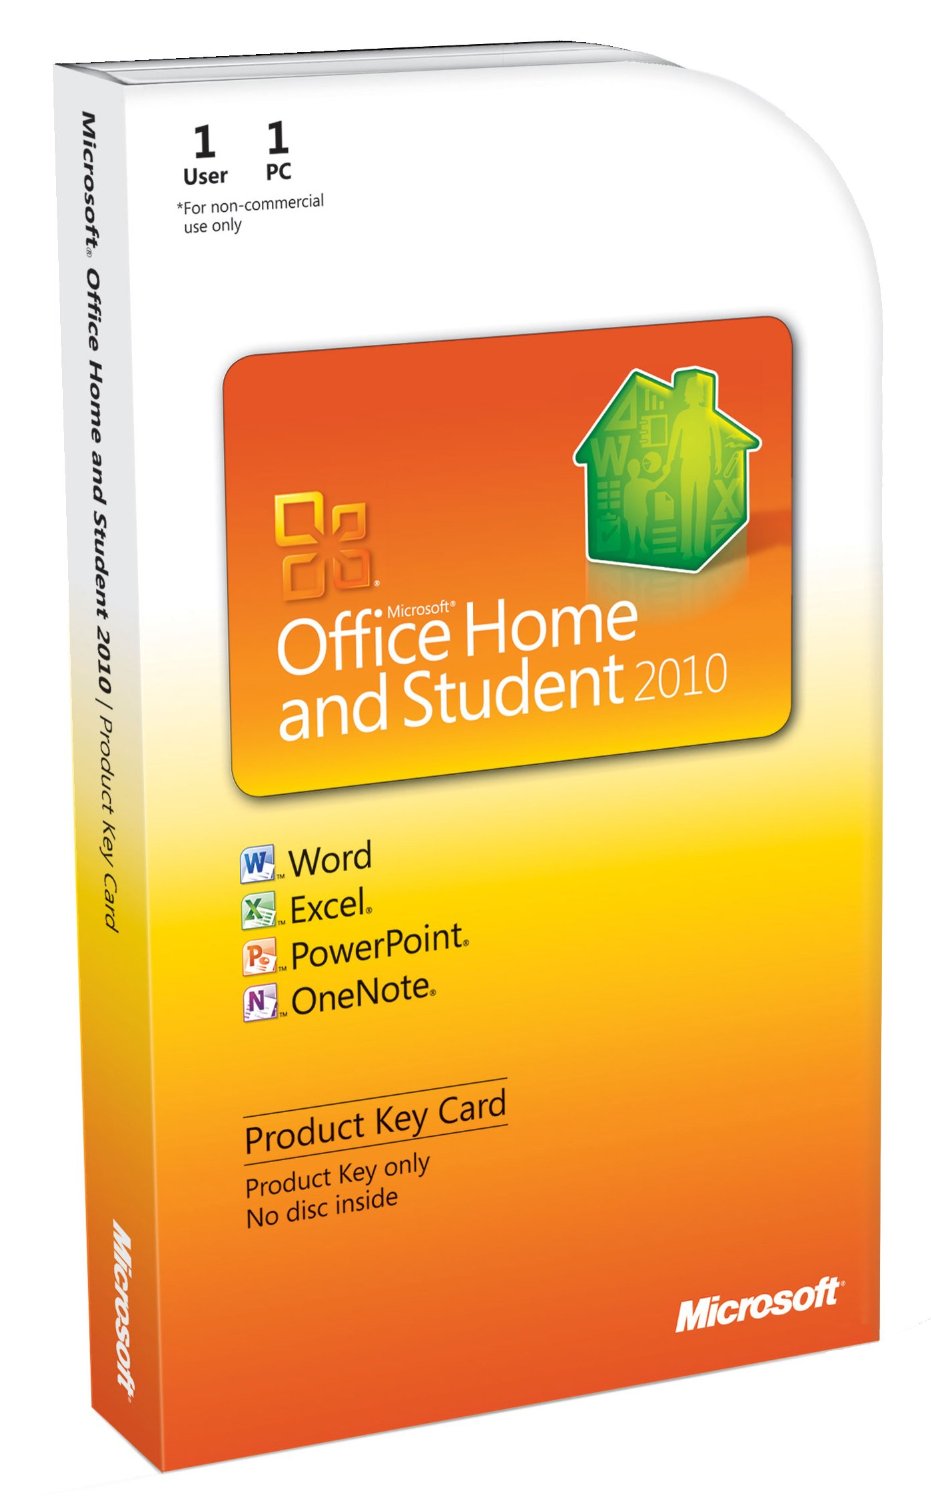 1 1
User PC
*For non-commercial
use only
Microsoft®
Office Home
and Student 2010
W Word
X Excel®
P PowerPoint®
N OneNote®
Product Key Card
Product Key only
No disc inside
Microsoft®
Microsoft® Office Home and Student 2010 | Product Key Card
Microsoft®